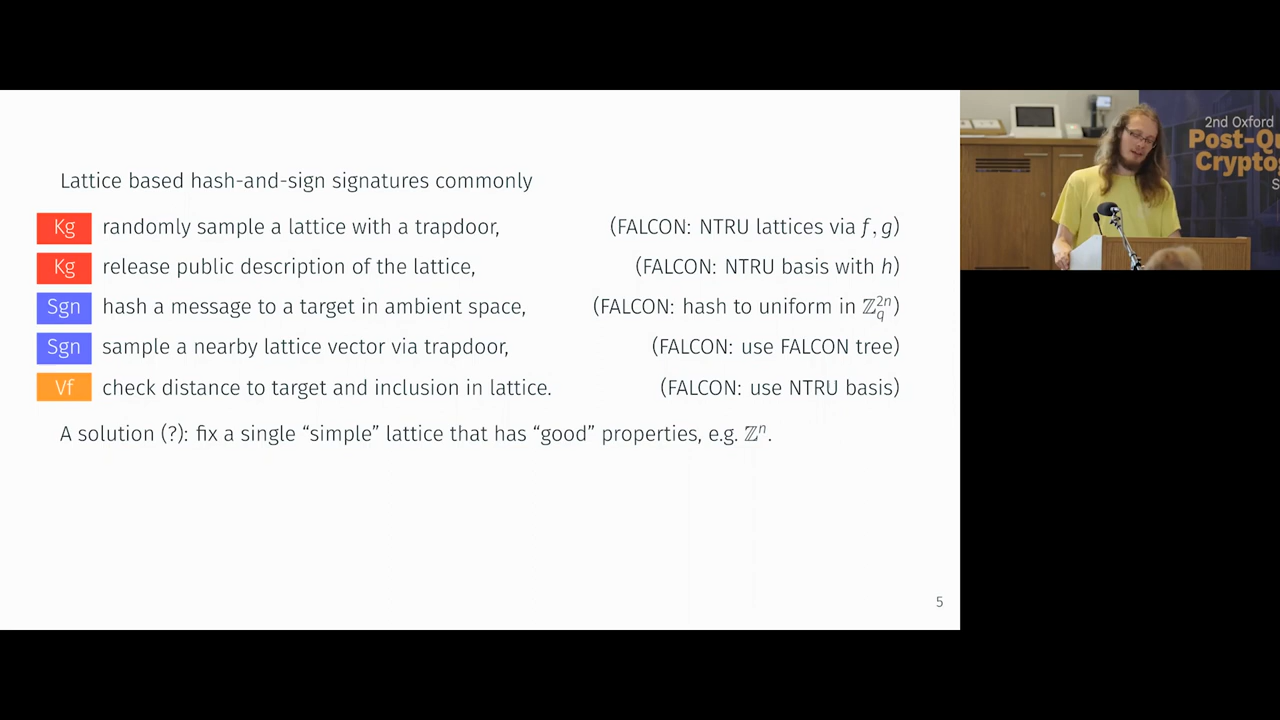 Lattice based hash-and-sign signatures commonly
Kg randomly sample a lattice with a trapdoor, (FALCON: NTRU lattices via f, g)
Kg release public description of the lattice, (FALCON: NTRU basis with h)
Sgn hash a message to a target in ambient space, (FALCON: hash to uniform in ℤ_q^{2n})
Sgn sample a nearby lattice vector via trapdoor, (FALCON: use FALCON tree)
Vf check distance to target and inclusion in lattice. (FALCON: use NTRU basis)
A solution (?): fix a single “simple” lattice that has “good” properties, e.g. ℤⁿ.
5
2nd Oxford
Post-Qu
Cryptog
S